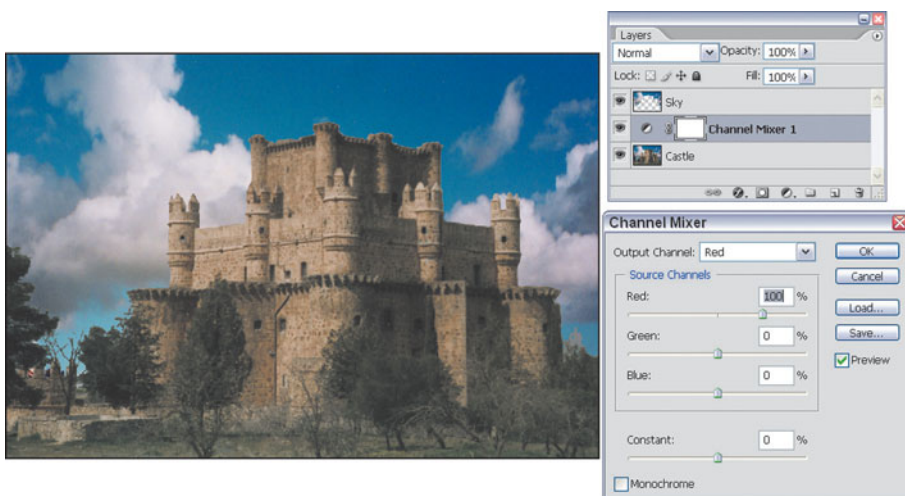 Layers
Normal Opacity: 100%
Lock: Fill: 100%
Sky
Channel Mixer 1
Castle
Channel Mixer
Output Channel: Red OK
Source Channels Cancel
Red: 100 % Load...
Green: 0 % Save...
Preview
Blue: 0 %
Constant: 0 %
Monochrome